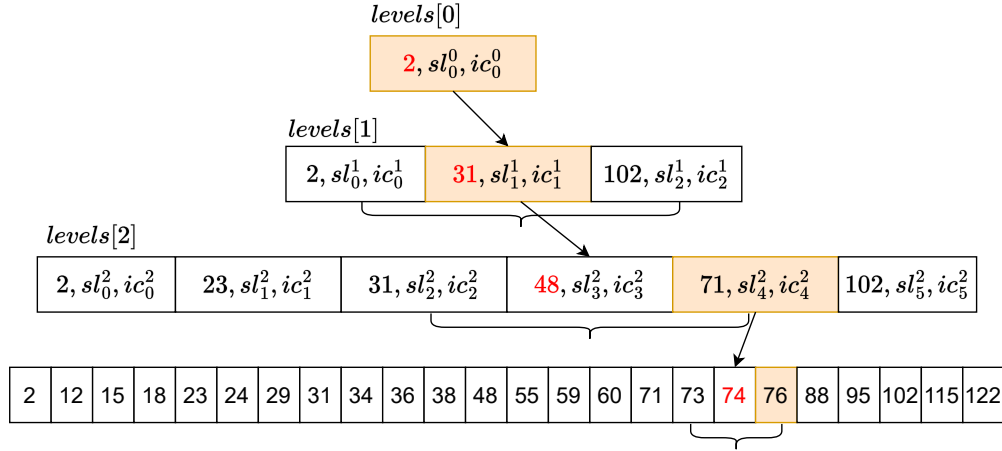 levels[0]
2, sl_0^0, ic_0^0
levels[1]
2, sl_0^1, ic_0^1 31, sl_1^1, ic_1^1 102, sl_2^1, ic_2^1
levels[2]
2, sl_0^2, ic_0^2 23, sl_1^2, ic_1^2 31, sl_2^2, ic_2^2 48, sl_3^2, ic_3^2 71, sl_4^2, ic_4^2 102, sl_5^2, ic_5^2
2 12 15 18 23 24 29 31 34 36 38 48 55 59 60 71 73 74 76 88 95 102 115 122